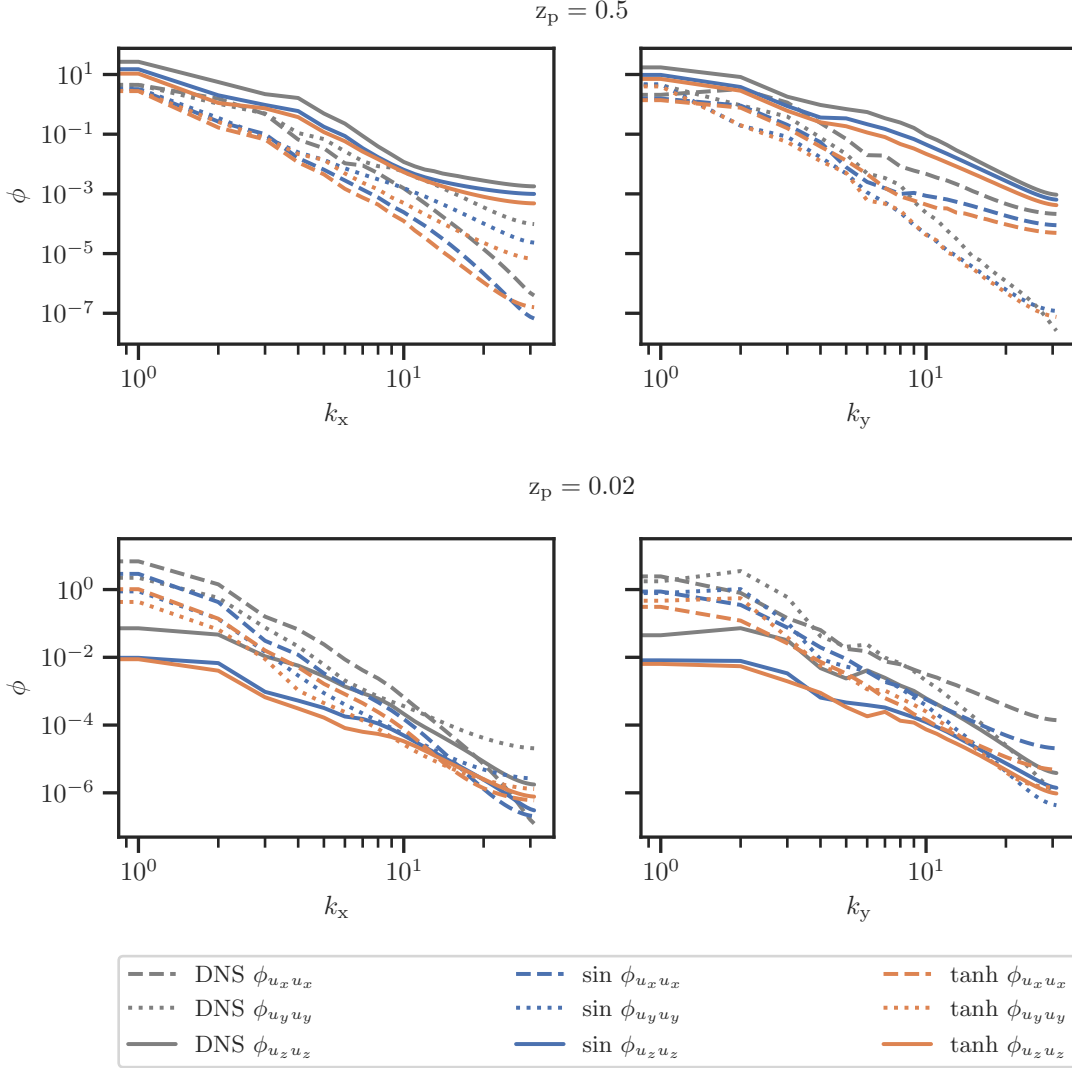 z_p = 0.5
10^1
10^-1
10^-3
10^-5
10^-7
ϕ
10^0 10^1
k_x
10^0 10^1
k_y
z_p = 0.02
10^0
10^-2
10^-4
10^-6
ϕ
10^0 10^1
k_x
10^0 10^1
k_y
DNS ϕ_{u_x u_x} sin ϕ_{u_x u_x} tanh ϕ_{u_x u_x}
DNS ϕ_{u_y u_y} sin ϕ_{u_y u_y} tanh ϕ_{u_y u_y}
DNS ϕ_{u_z u_z} sin ϕ_{u_z u_z} tanh ϕ_{u_z u_z}